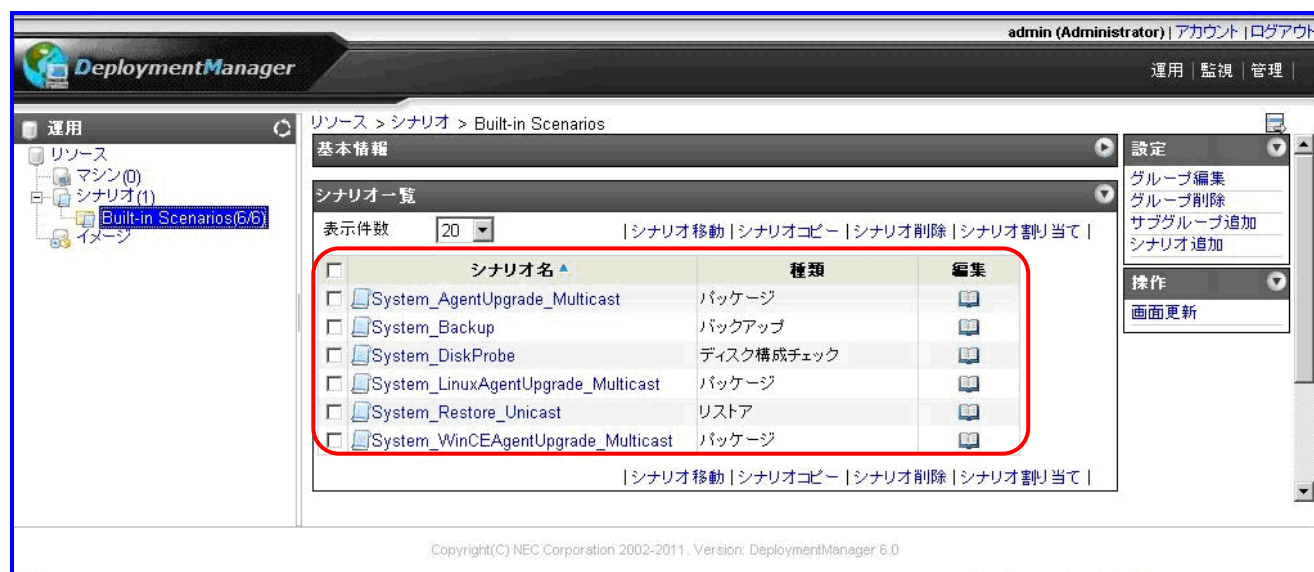 admin (Administrator) | アカウント | ログアウト
DeploymentManager
運用 | 監視 | 管理 |
運用
リソース
マシン(0)
シナリオ(1)
Built-in Scenarios(6/6)
イメージ
リソース > シナリオ > Built-in Scenarios
基本情報
シナリオ一覧
表示件数 20 | シナリオ移動 | シナリオコピー | シナリオ削除 | シナリオ割り当て |
シナリオ名 種類 編集
System_AgentUpgrade_Multicast パッケージ
System_Backup バックアップ
System_DiskProbe ディスク構成チェック
System_LinuxAgentUpgrade_Multicast パッケージ
System_Restore_Unicast リストア
System_WinCEAgentUpgrade_Multicast パッケージ
| シナリオ移動 | シナリオコピー | シナリオ削除 | シナリオ割り当て |
設定
グループ編集
グループ削除
サブグループ追加
シナリオ追加
操作
画面更新
Copyright(C) NEC Corporation 2002-2011. Version: DeploymentManager 6.0